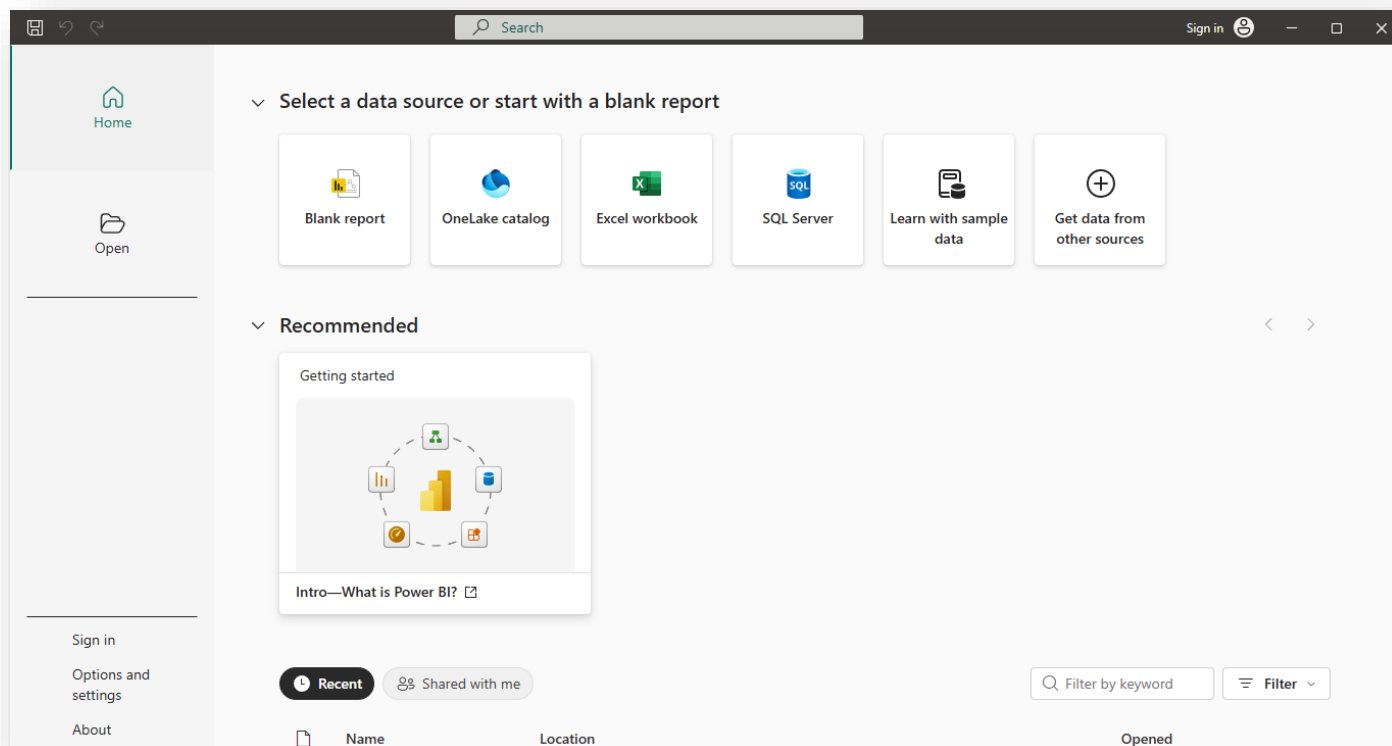 Search
Sign in
Home
Open
Select a data source or start with a blank report
Blank report
OneLake catalog
Excel workbook
SQL
SQL Server
Learn with sample
data
Get data from
other sources
Recommended
Getting started
Intro—What is Power BI?
Sign in
Options and
settings
About
Recent
Shared with me
Filter by keyword
Filter
Name Location Opened